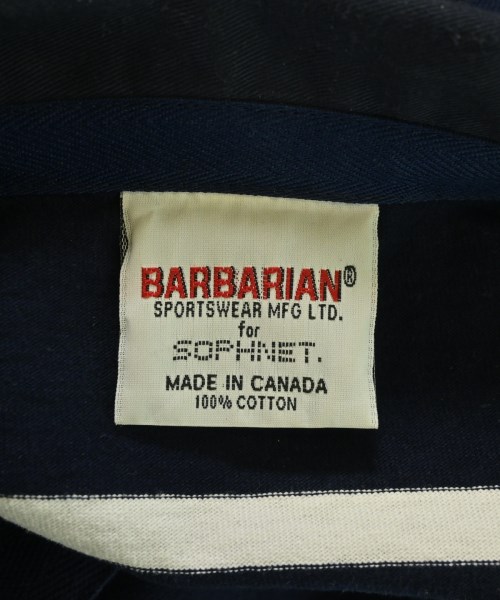 BARBARIAN®
SPORTSWEAR MFG LTD.
for
SOPHNET.
MADE IN CANADA
100% COTTON